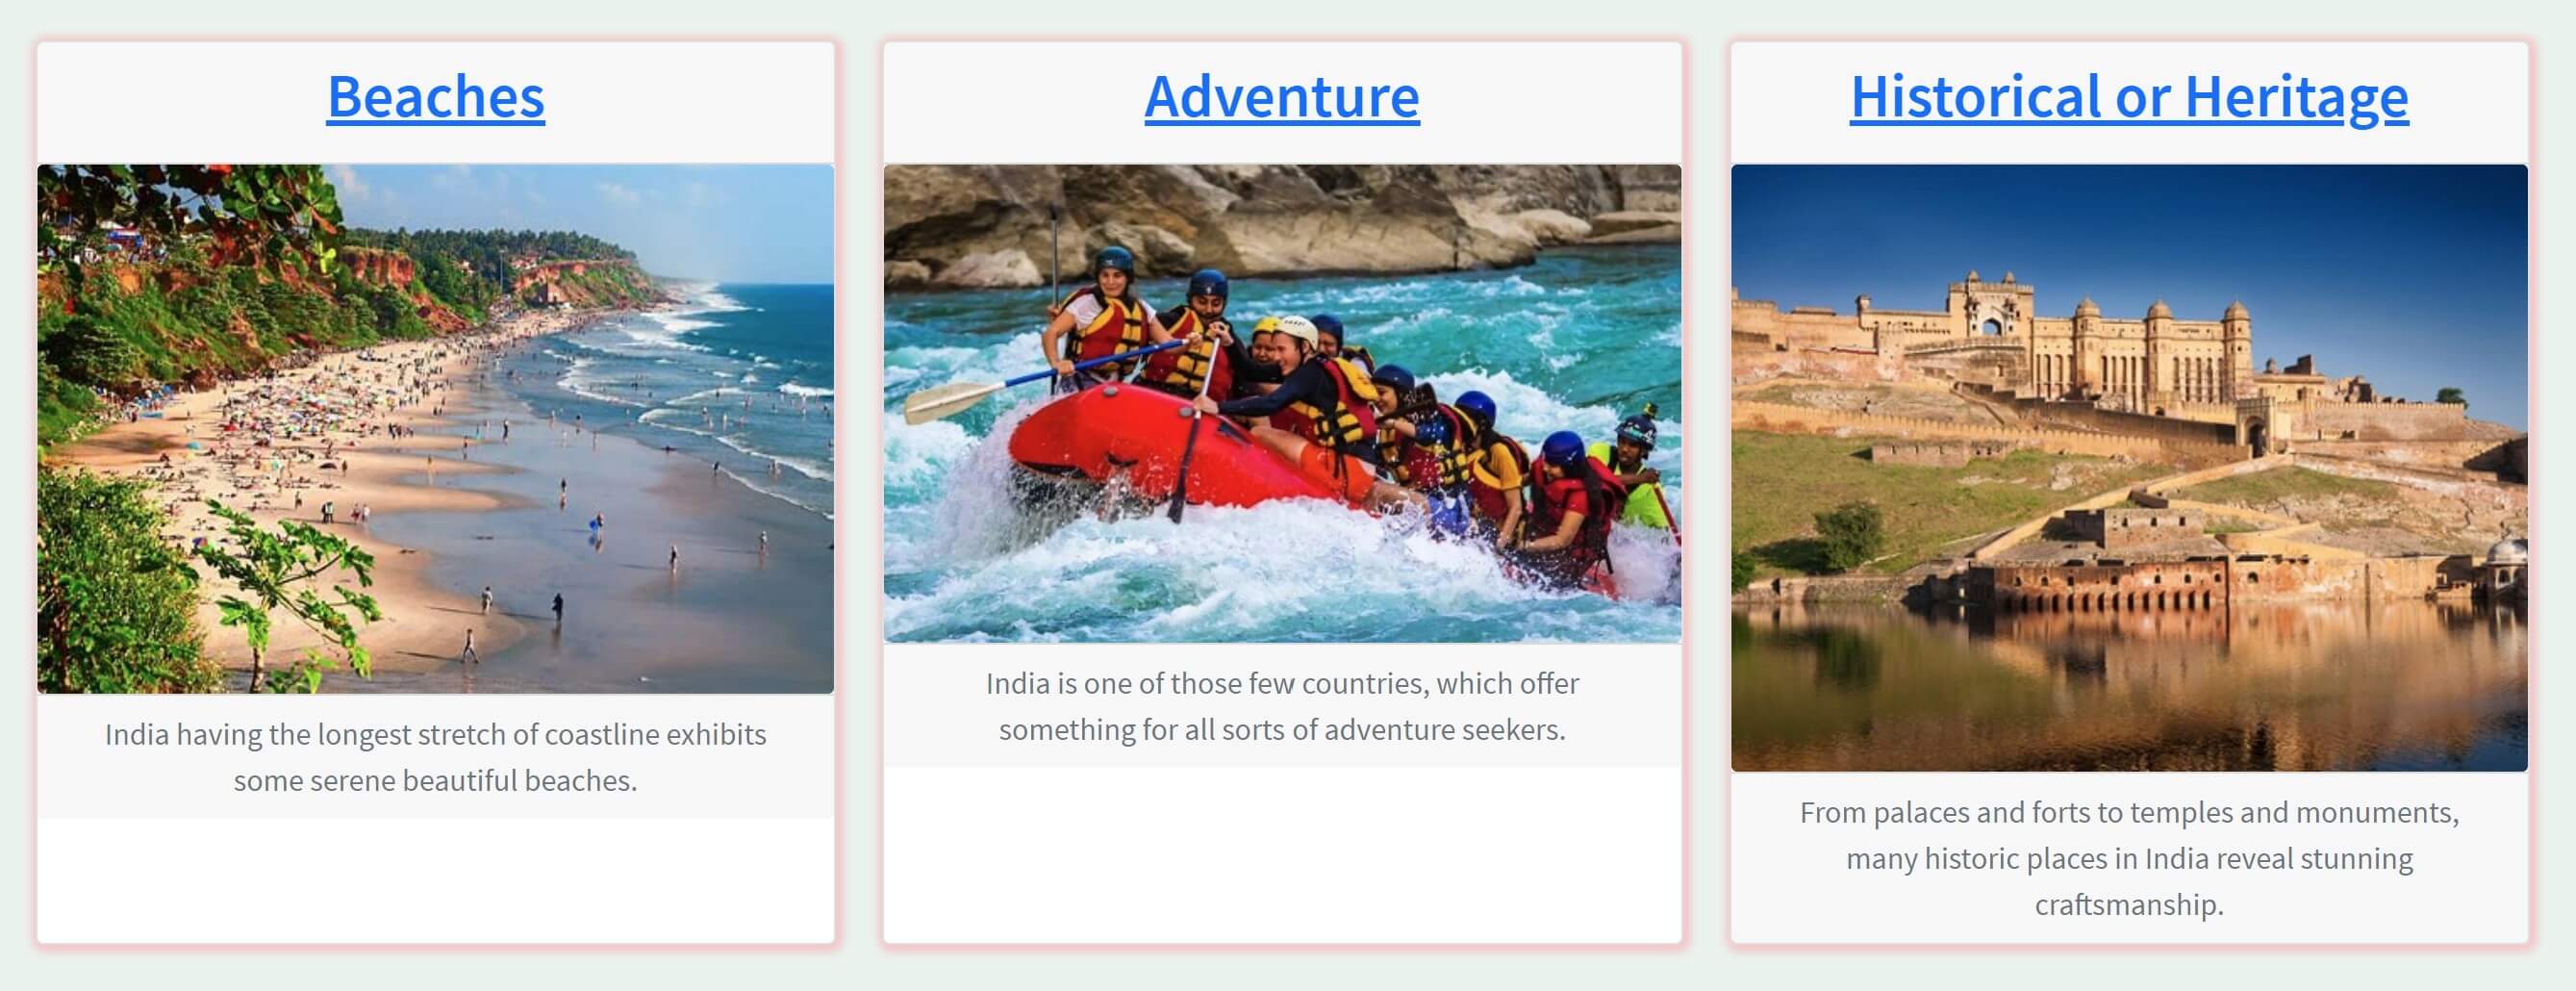 Beaches
India having the longest stretch of coastline exhibits
some serene beautiful beaches.
Adventure
India is one of those few countries, which offer
something for all sorts of adventure seekers.
Historical or Heritage
From palaces and forts to temples and monuments,
many historic places in India reveal stunning
craftsmanship.